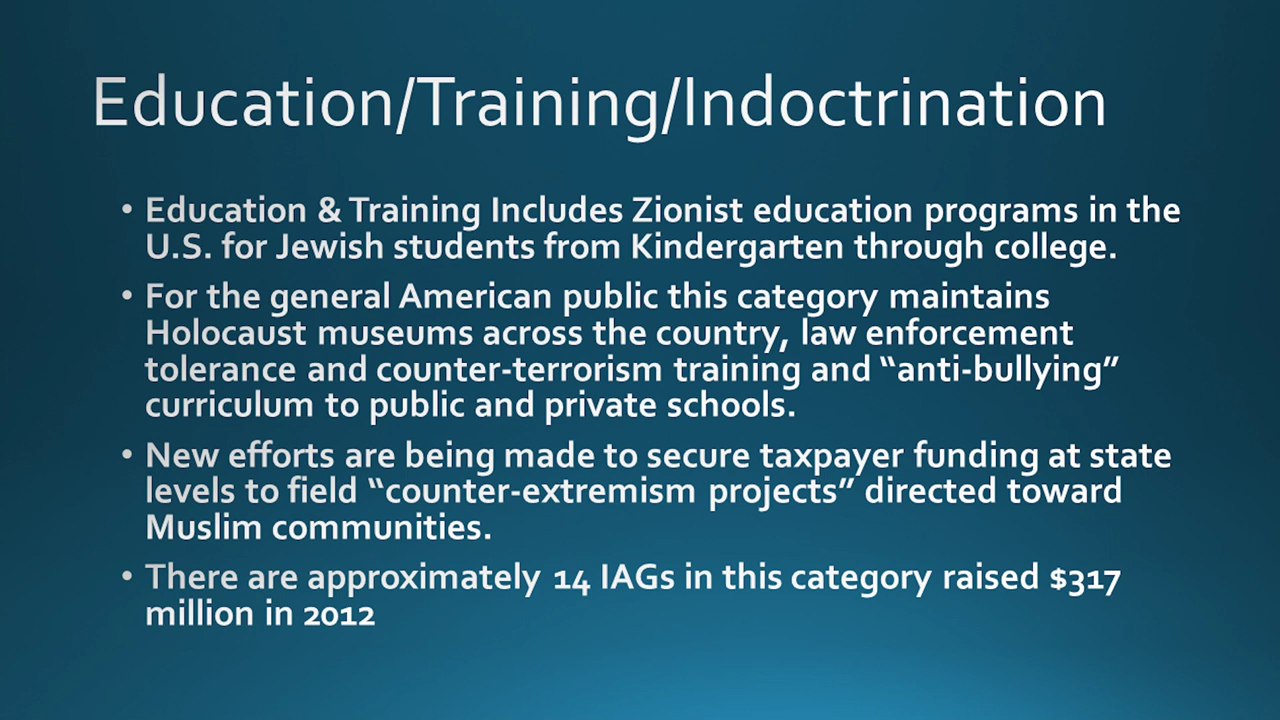 Education/Training/Indoctrination
• Education & Training Includes Zionist education programs in the
U.S. for Jewish students from Kindergarten through college.
• For the general American public this category maintains
Holocaust museums across the country, law enforcement
tolerance and counter-terrorism training and “anti-bullying”
curriculum to public and private schools.
• New efforts are being made to secure taxpayer funding at state
levels to field “counter-extremism projects” directed toward
Muslim communities.
• There are approximately 14 IAGs in this category raised $317
million in 2012